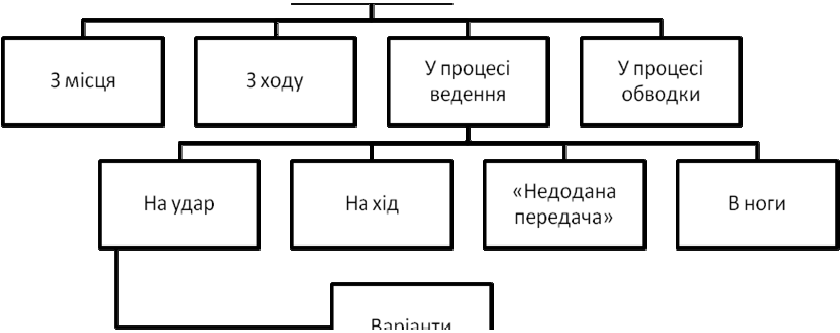 З місця
З ходу
У процесі
ведення
У процесі
обводки
На удар
На хід
«Недодана
передача»
В ноги
Варіанти